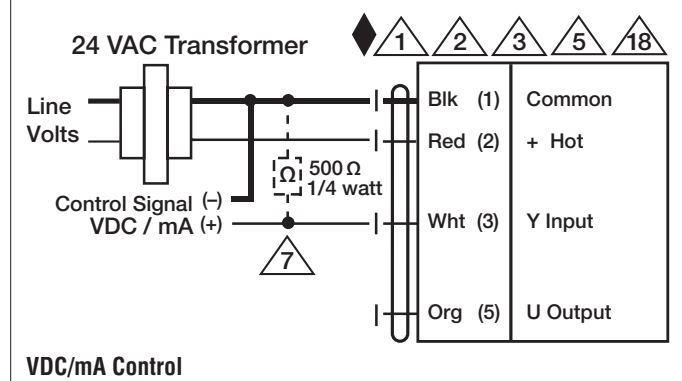 24 VAC Transformer
1 2 3 5 18
Line
Volts
Blk (1) Common
Red (2) + Hot
Ω 500 Ω
1/4 watt
Control Signal (–)
VDC / mA (+)
Wht (3) Y Input
7
Org (5) U Output
VDC/mA Control